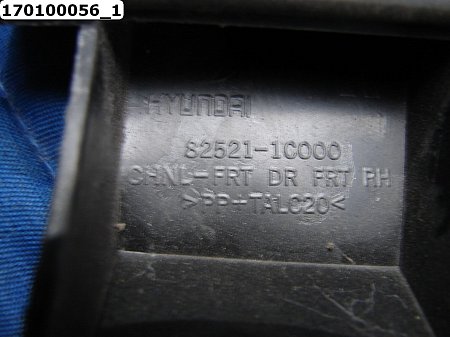 170100056_1
HYUNDAI
82521-1C000
CHNL-FRT DR FRT RH
>PP+TALC20<